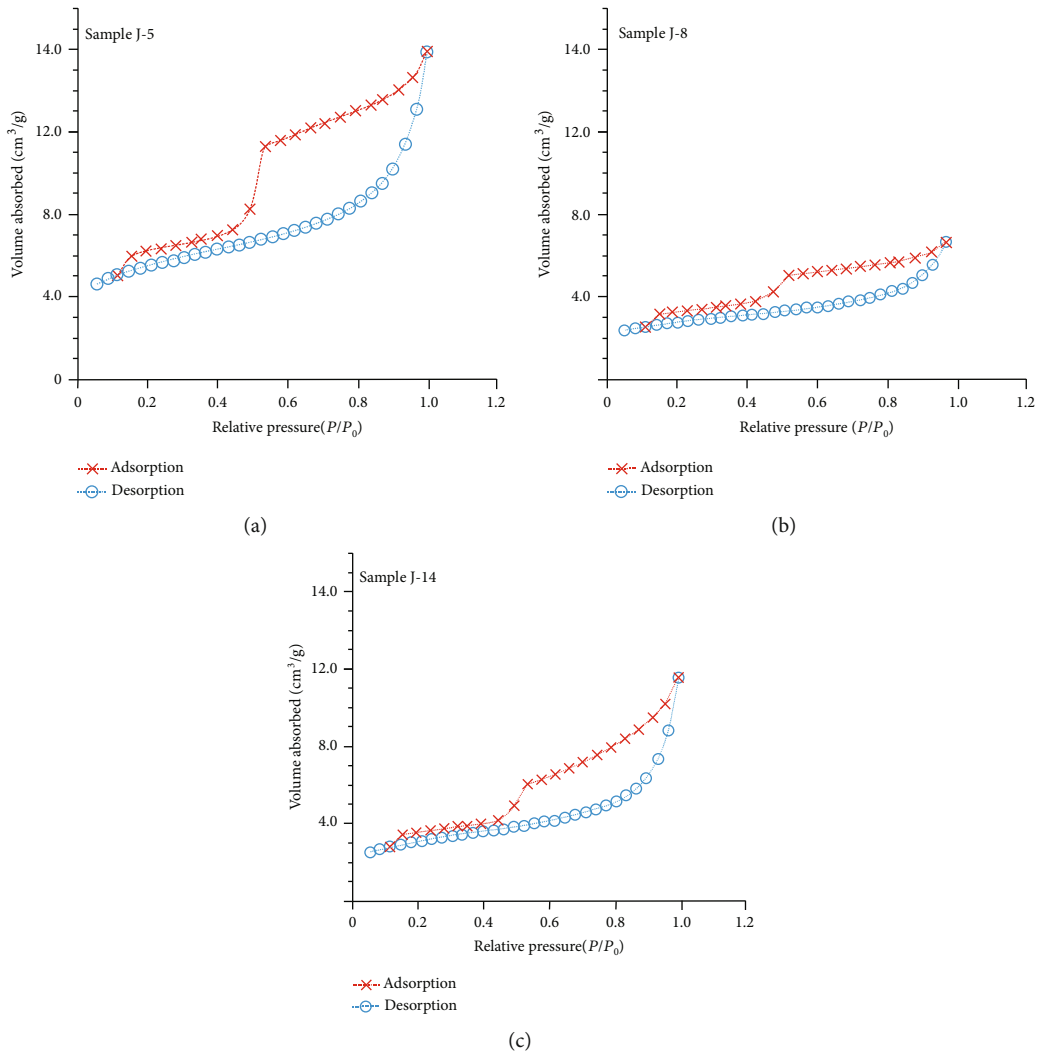 Sample J-5
14.0
12.0
8.0
4.0
0
Volume absorbed (cm³/g)
0 0.2 0.4 0.6 0.8 1.0 1.2
Relative pressure(P/P₀)
Adsorption
Desorption
(a)
Sample J-8
14.0
12.0
8.0
4.0
Volume absorbed (cm³/g)
0 0.2 0.4 0.6 0.8 1.0 1.2
Relative pressure (P/P₀)
Adsorption
Desorption
(b)
Sample J-14
14.0
12.0
8.0
4.0
Volume absorbed (cm³/g)
0 0.2 0.4 0.6 0.8 1.0 1.2
Relative pressure(P/P₀)
Adsorption
Desorption
(c)